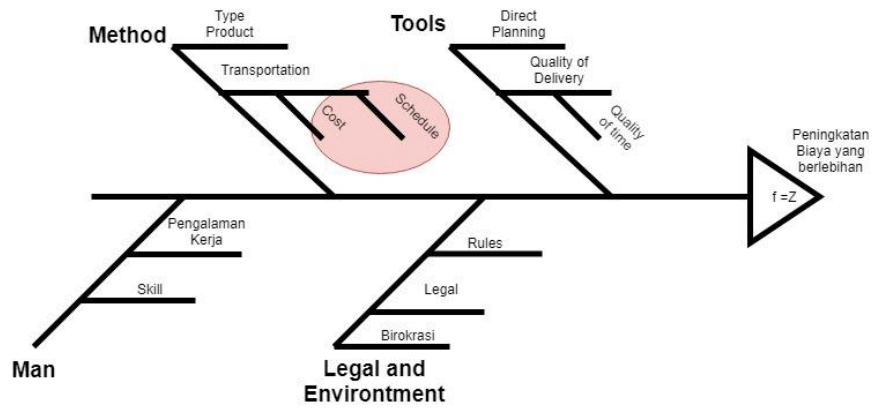 Method
Type
Product
Transportation
Cost
Schedule
Tools
Direct
Planning
Quality of
Delivery
Quality
of time
Peningkatan
Biaya yang
berlebihan
f =Z
Pengalaman
Kerja
Skill
Man
Rules
Legal
Birokrasi
Legal and
Environtment